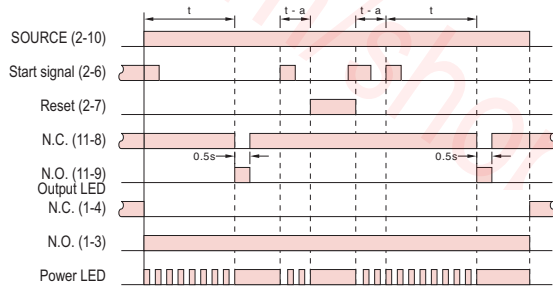 t t - a t - a t
SOURCE (2-10)
Start signal (2-6)
Reset (2-7)
N.C. (11-8)
0.5s 0.5s
N.O. (11-9)
Output LED
N.C. (1-4)
N.O. (1-3)
Power LED